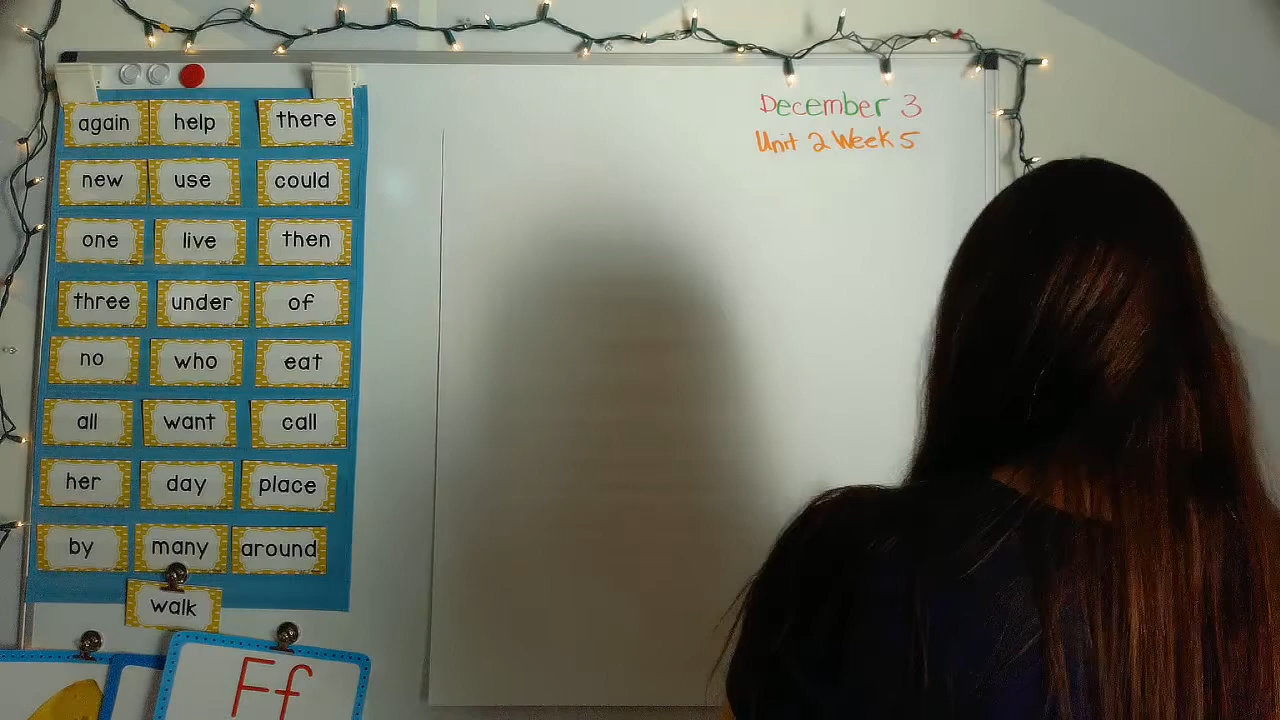 December 3
Unit 2 Week 5
again help there
new use could
one live then
three under of
no who eat
all want call
her day place
by many around
walk
Ff